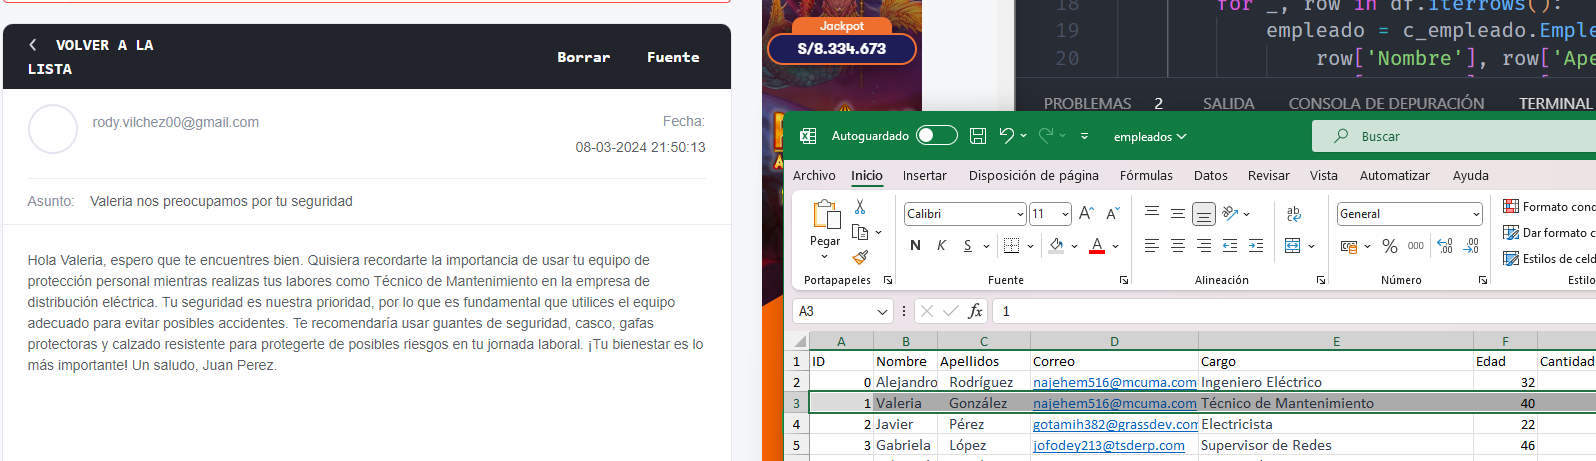 VOLVER A LA
LISTA
Borrar
Fuente
rody.vilchez00@gmail.com
Fecha:
08-03-2024 21:50:13
Asunto: Valeria nos preocupamos por tu seguridad
Hola Valeria, espero que te encuentres bien. Quisiera recordarte la importancia de usar tu equipo de
protección personal mientras realizas tus labores como Técnico de Mantenimiento en la empresa de
distribución eléctrica. Tu seguridad es nuestra prioridad, por lo que es fundamental que utilices el equipo
adecuado para evitar posibles accidentes. Te recomendaría usar guantes de seguridad, casco, gafas
protectoras y calzado resistente para protegerte de posibles riesgos en tu jornada laboral. ¡Tu bienestar es lo
más importante! Un saludo, Juan Perez.
Jackpot
S/8.334.673
18 for _, row in df.iterrows():
19 empleado = c_empleado.Emple
20 row['Nombre'], row['Ape
PROBLEMAS 2 SALIDA CONSOLA DE DEPURACIÓN TERMINAL
Autoguardado
empleados
Buscar
Archivo Inicio Insertar Disposición de página Fórmulas Datos Revisar Vista Automatizar Ayuda
Pegar
Calibri 11
N K S
ab
General
% 000
Formato conc
Dar formato c
Estilos de celd
Portapapeles Fuente Alineación Número Estilo
A3 fx 1
A B C D E F
1 ID Nombre Apellidos Correo Cargo Edad Cantidad
2 0 Alejandro Rodríguez najehem516@mcuma.com Ingeniero Eléctrico 32
3 1 Valeria González najehem516@mcuma.com Técnico de Mantenimiento 40
4 2 Javier Pérez gotamih382@grassdev.con Electricista 22
5 3 Gabriela López jofodey213@tsderp.com Supervisor de Redes 46